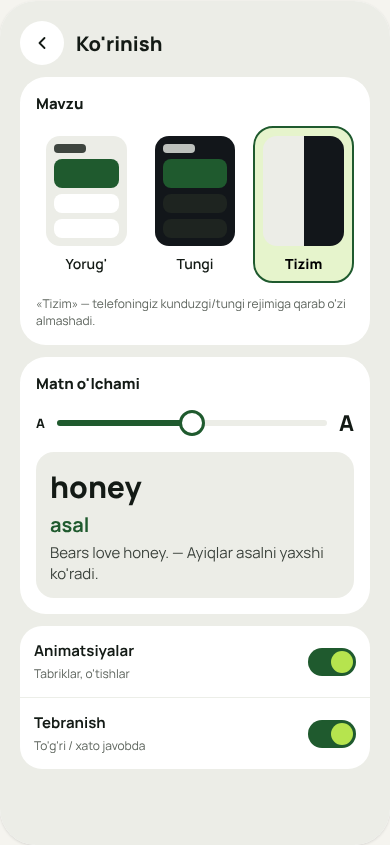 Ko'rinish
Mavzu
Yorug'
Tungi
Tizim
«Tizim» — telefoningiz kunduzgi/tungi rejimiga qarab o'zi
almashadi.
Matn o'lchami
A
A
honey
asal
Bears love honey. — Ayiqlar asalni yaxshi
ko'radi.
Animatsiyalar
Tabriklar, o'tishlar
Tebranish
To'g'ri / xato javobda